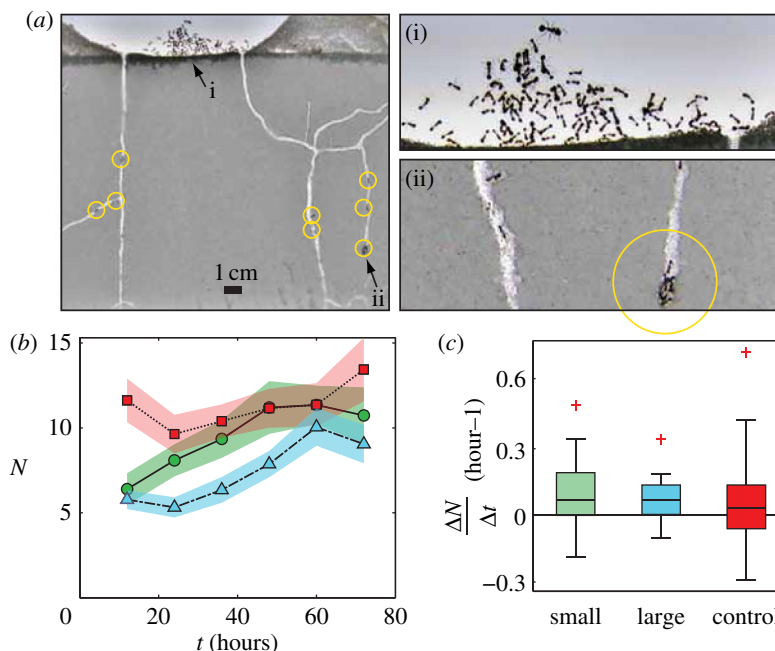 (a)
i
1 cm
ii
(i)
(ii)
(b)
15
10
5
N
0
20
40
60
80
t (hours)
(c)
0.6
0.3
0
–0.3
ΔN
Δt
(hour–1)
small
large
control